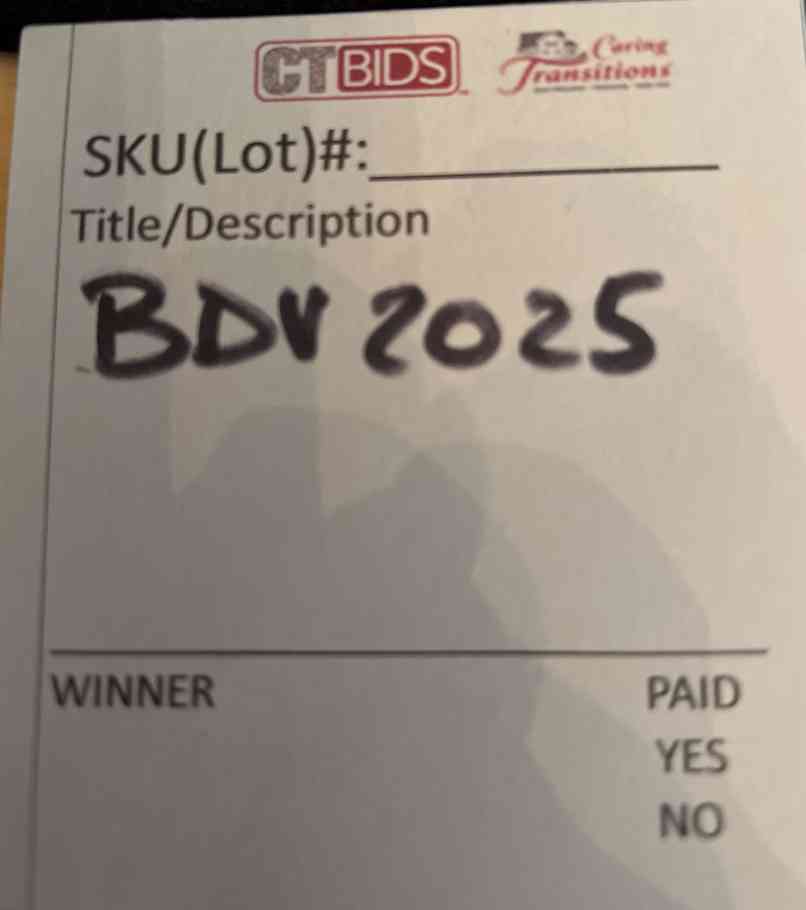 CTBIDS Caring Transitions
SKU(Lot)#:
Title/Description
BDV 2025
WINNER PAID
YES
NO